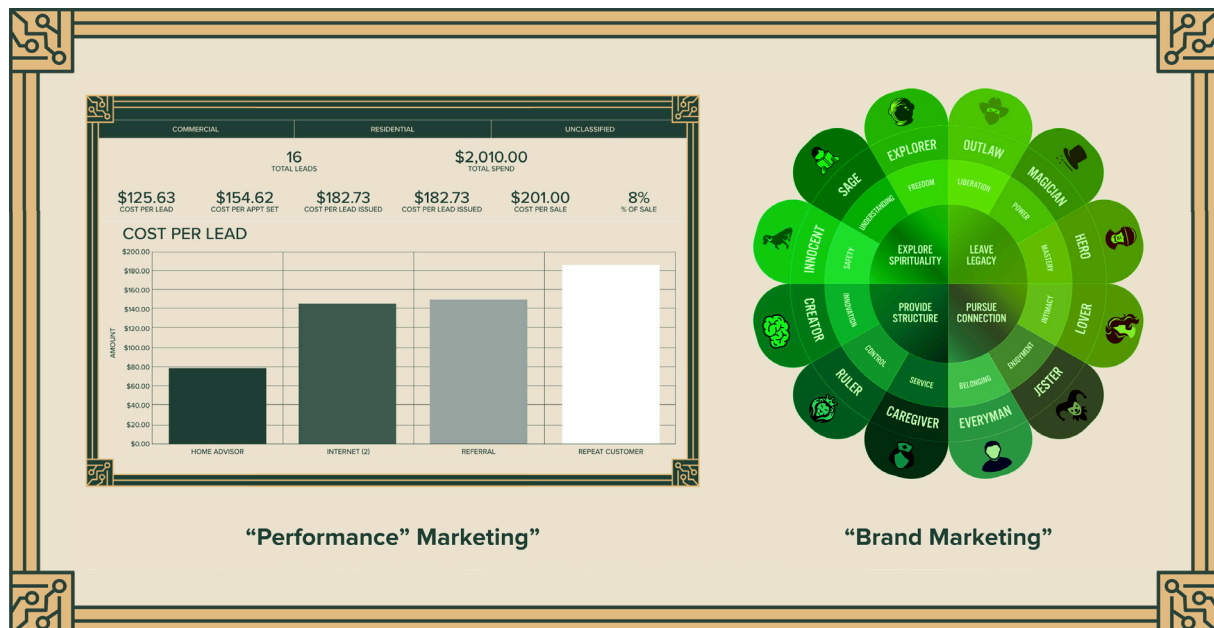 COMMERCIAL
RESIDENTIAL
UNCLASSIFIED
16
TOTAL LEADS
$2,010.00
TOTAL SPEND
$125.63
COST PER LEAD
$154.62
COST PER APPT SET
$182.73
COST PER LEAD ISSUED
$182.73
COST PER LEAD ISSUED
$201.00
COST PER SALE
8%
% OF SALE
COST PER LEAD
AMOUNT
$200.00
$180.00
$160.00
$140.00
$120.00
$100.00
$80.00
$60.00
$40.00
$20.00
$0.00
HOME ADVISOR
INTERNET (2)
REFERRAL
REPEAT CUSTOMER
“Performance” Marketing”
EXPLORER
OUTLAW
MAGICIAN
HERO
LOVER
JESTER
EVERYMAN
CAREGIVER
RULER
CREATOR
INNOCENT
SAGE
FREEDOM
LIBERATION
POWER
MASTERY
INTIMACY
ENJOYMENT
BELONGING
SERVICE
CONTROL
INNOVATION
SAFETY
UNDERSTANDING
EXPLORE
SPIRITUALITY
LEAVE
LEGACY
PROVIDE
STRUCTURE
PURSUE
CONNECTION
“Brand Marketing”